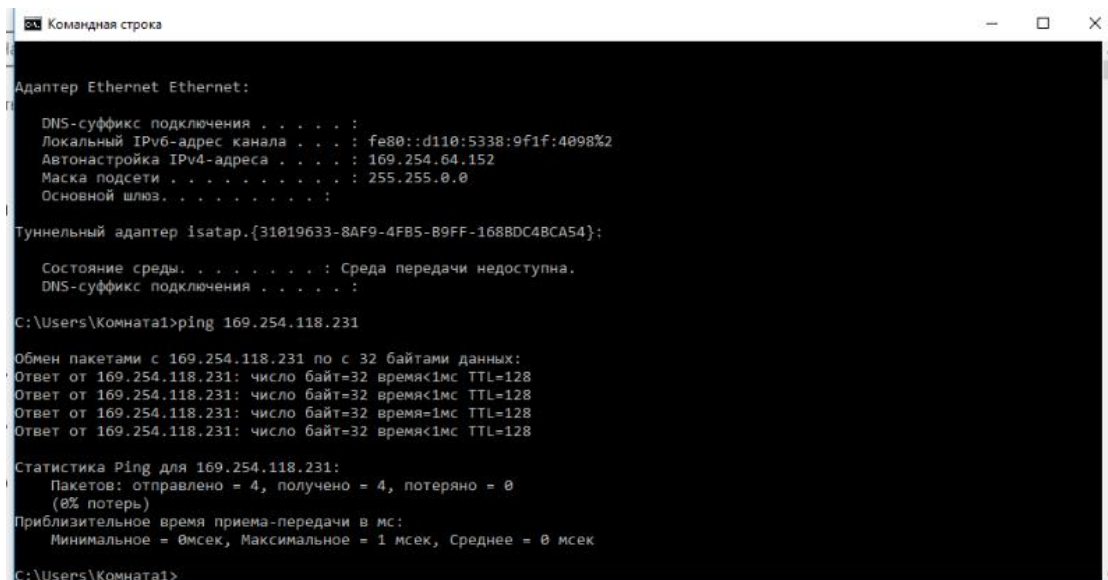 Командная строка
Адаптер Ethernet Ethernet:
DNS-суффикс подключения . . . . . :
Локальный IPv6-адрес канала . . . : fe80::d110:5338:9f1f:4098%2
Автонастройка IPv4-адреса . . . . : 169.254.64.152
Маска подсети . . . . . . . . . . : 255.255.0.0
Основной шлюз. . . . . . . . . :
Туннельный адаптер isatap.{31019633-8AF9-4FB5-B9FF-168BDC4BCA54}:
Состояние среды. . . . . . . . : Среда передачи недоступна.
DNS-суффикс подключения . . . . . :
C:\Users\Комната1>ping 169.254.118.231
Обмен пакетами с 169.254.118.231 по с 32 байтами данных:
Ответ от 169.254.118.231: число байт=32 время<1мс TTL=128
Ответ от 169.254.118.231: число байт=32 время<1мс TTL=128
Ответ от 169.254.118.231: число байт=32 время=1мс TTL=128
Ответ от 169.254.118.231: число байт=32 время<1мс TTL=128
Статистика Ping для 169.254.118.231:
Пакетов: отправлено = 4, получено = 4, потеряно = 0
(0% потерь)
Приблизительное время приема-передачи в мс:
Минимальное = 0мсек, Максимальное = 1 мсек, Среднее = 0 мсек
C:\Users\Комната1>